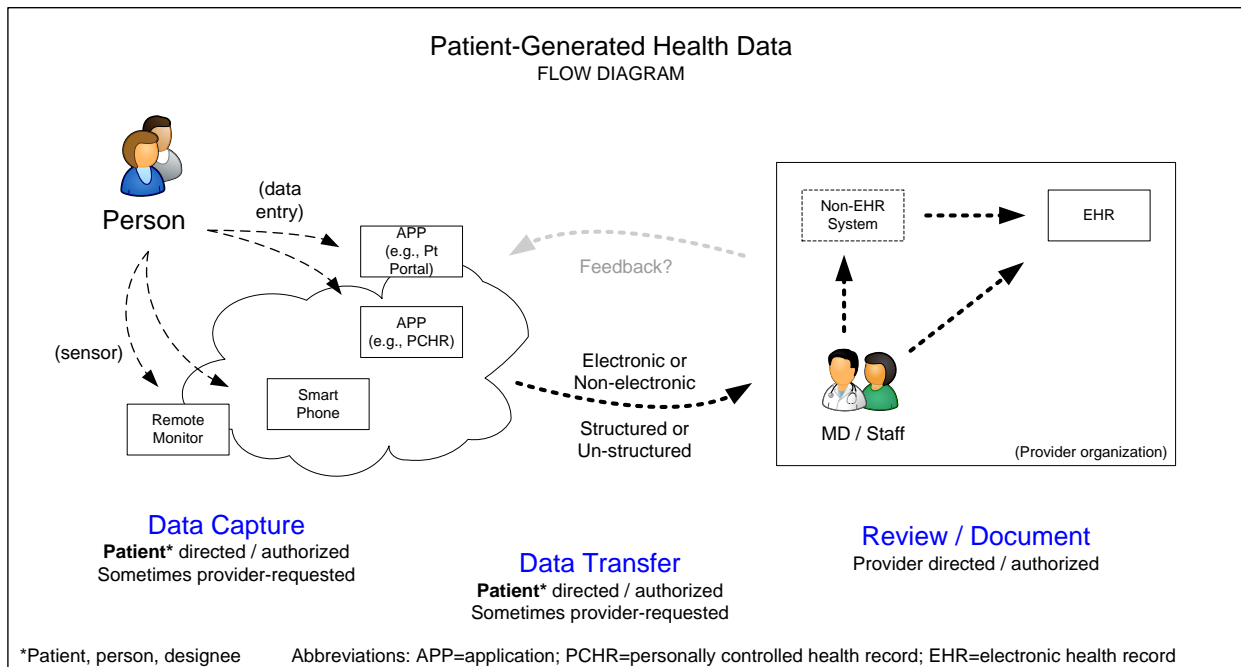 Patient-Generated Health Data
FLOW DIAGRAM
Person
(data
entry)
(sensor)
APP
(e.g., Pt
Portal)
APP
(e.g., PCHR)
Smart
Phone
Remote
Monitor
Feedback?
Electronic or
Non-electronic
Structured or
Un-structured
Non-EHR
System
EHR
MD / Staff
(Provider organization)
Data Capture
Patient* directed / authorized
Sometimes provider-requested
Data Transfer
Patient* directed / authorized
Sometimes provider-requested
Review / Document
Provider directed / authorized
*Patient, person, designee
Abbreviations: APP=application; PCHR=personally controlled health record; EHR=electronic health record